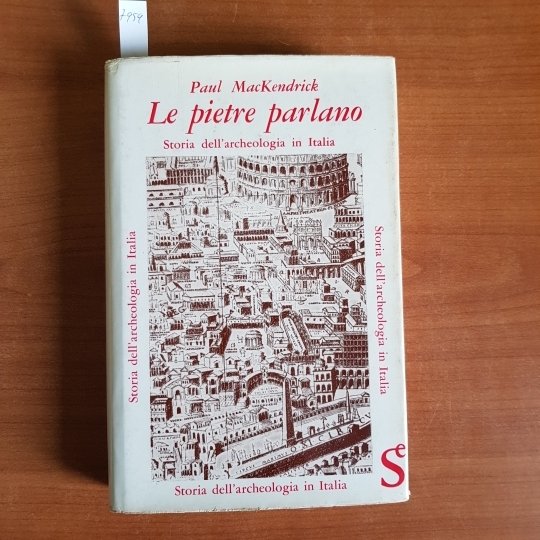 7959
Paul MacKendrick
Le pietre parlano
Storia dell'archeologia in Italia
Storia dell'archeologia in Italia
Storia dell'archeologia in Italia
Storia dell'archeologia in Italia